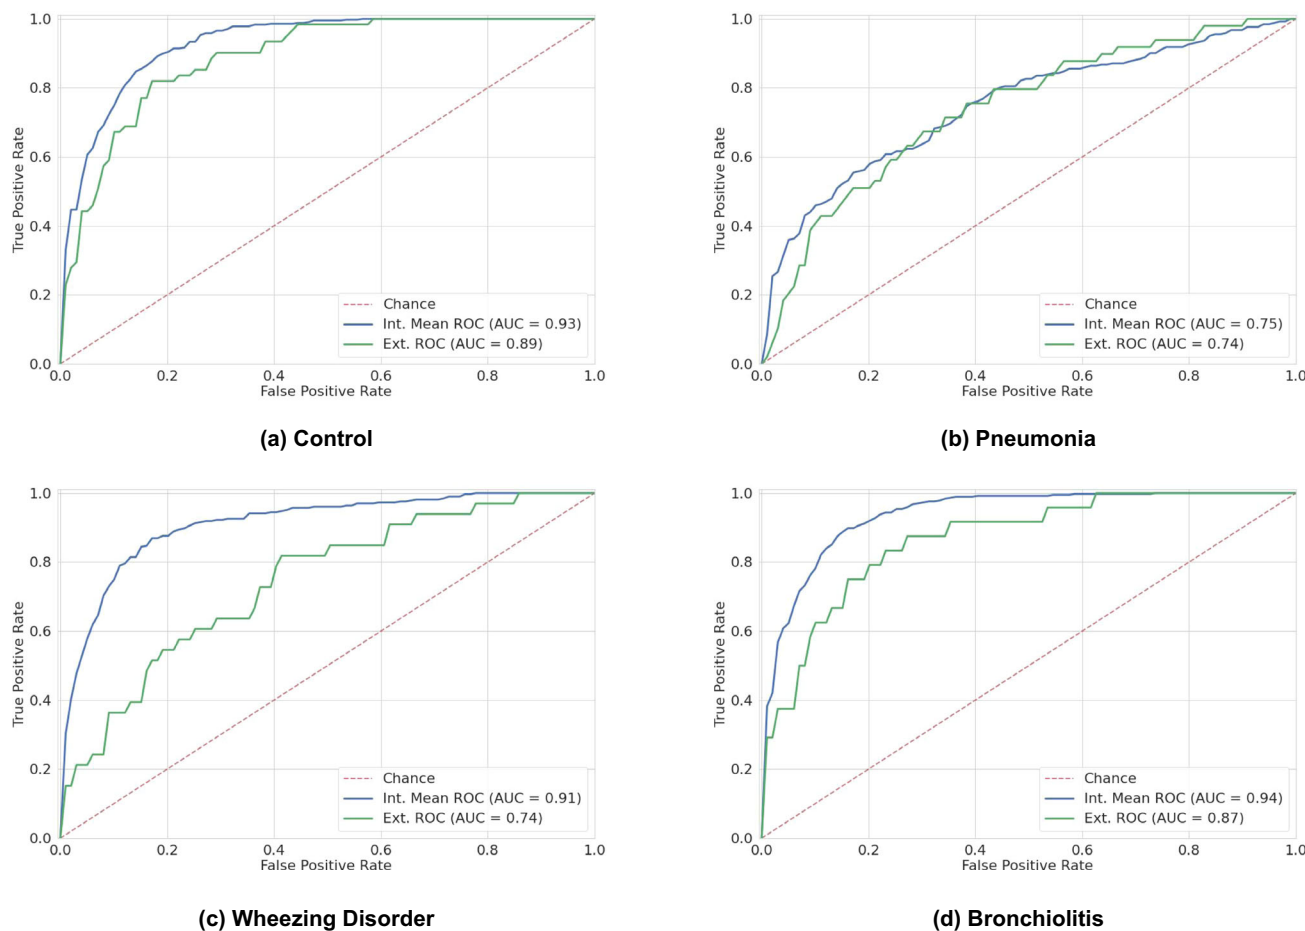 1.0
0.8
0.6
0.4
0.2
0.0
True Positive Rate
0.0 0.2 0.4 0.6 0.8 1.0
False Positive Rate
Chance
Int. Mean ROC (AUC = 0.93)
Ext. ROC (AUC = 0.89)
(a) Control
1.0
0.8
0.6
0.4
0.2
0.0
True Positive Rate
0.0 0.2 0.4 0.6 0.8 1.0
False Positive Rate
Chance
Int. Mean ROC (AUC = 0.75)
Ext. ROC (AUC = 0.74)
(b) Pneumonia
1.0
0.8
0.6
0.4
0.2
0.0
True Positive Rate
0.0 0.2 0.4 0.6 0.8 1.0
False Positive Rate
Chance
Int. Mean ROC (AUC = 0.91)
Ext. ROC (AUC = 0.74)
(c) Wheezing Disorder
1.0
0.8
0.6
0.4
0.2
0.0
True Positive Rate
0.0 0.2 0.4 0.6 0.8 1.0
False Positive Rate
Chance
Int. Mean ROC (AUC = 0.94)
Ext. ROC (AUC = 0.87)
(d) Bronchiolitis